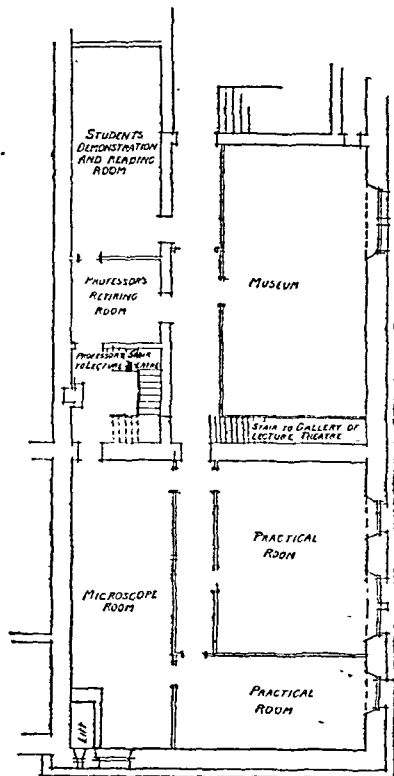 STUDENTS
DEMONSTRATION
AND READING
ROOM
PROFESSOR'S
RETIRING
ROOM
MUSEUM
PROFESSOR'S STAIR
TO LECTURE THEATRE
STAIR TO GALLERY OF
LECTURE THEATRE
PRACTICAL
ROOM
MICROSCOPE
ROOM
PRACTICAL
ROOM
LIFT